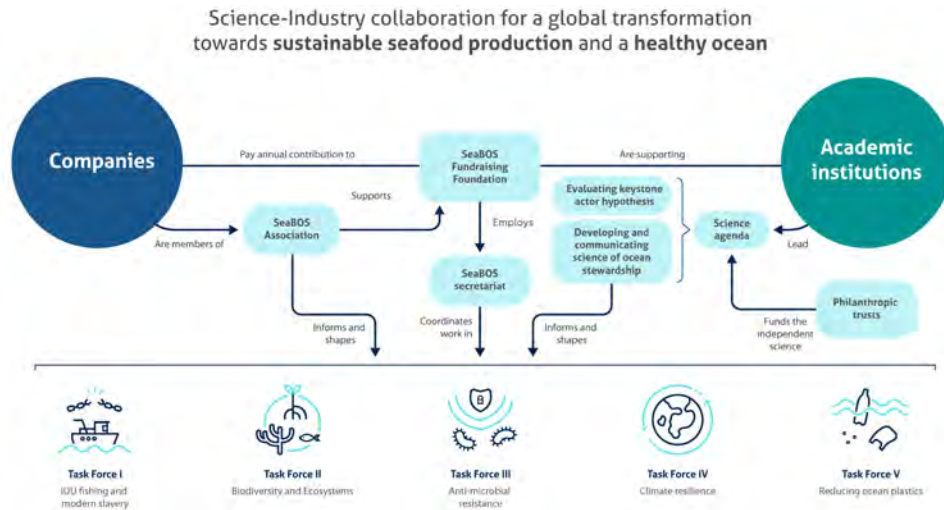 Science-Industry collaboration for a global transformation
towards sustainable seafood production and a healthy ocean
Companies
Pay annual contribution to
SeaBOS
Fundraising
Foundation
Are supporting
Academic
institutions
Supports
Evaluating keystone
actor hypothesis
Are members of
SeaBOS
Association
Employs
Developing and
communicating
science of ocean
stewardship
Science
agenda
Lead
SeaBOS
secretariat
Philanthropic
trusts
Informs and
shapes
Coordinates
work in
Informs and
shapes
Funds the
independent
science
B
Task Force I
IUU fishing and
modern slavery
Task Force II
Biodiversity and Ecosystems
Task Force III
Anti-microbial
resistance
Task Force IV
Climate resilience
Task Force V
Reducing ocean plastics